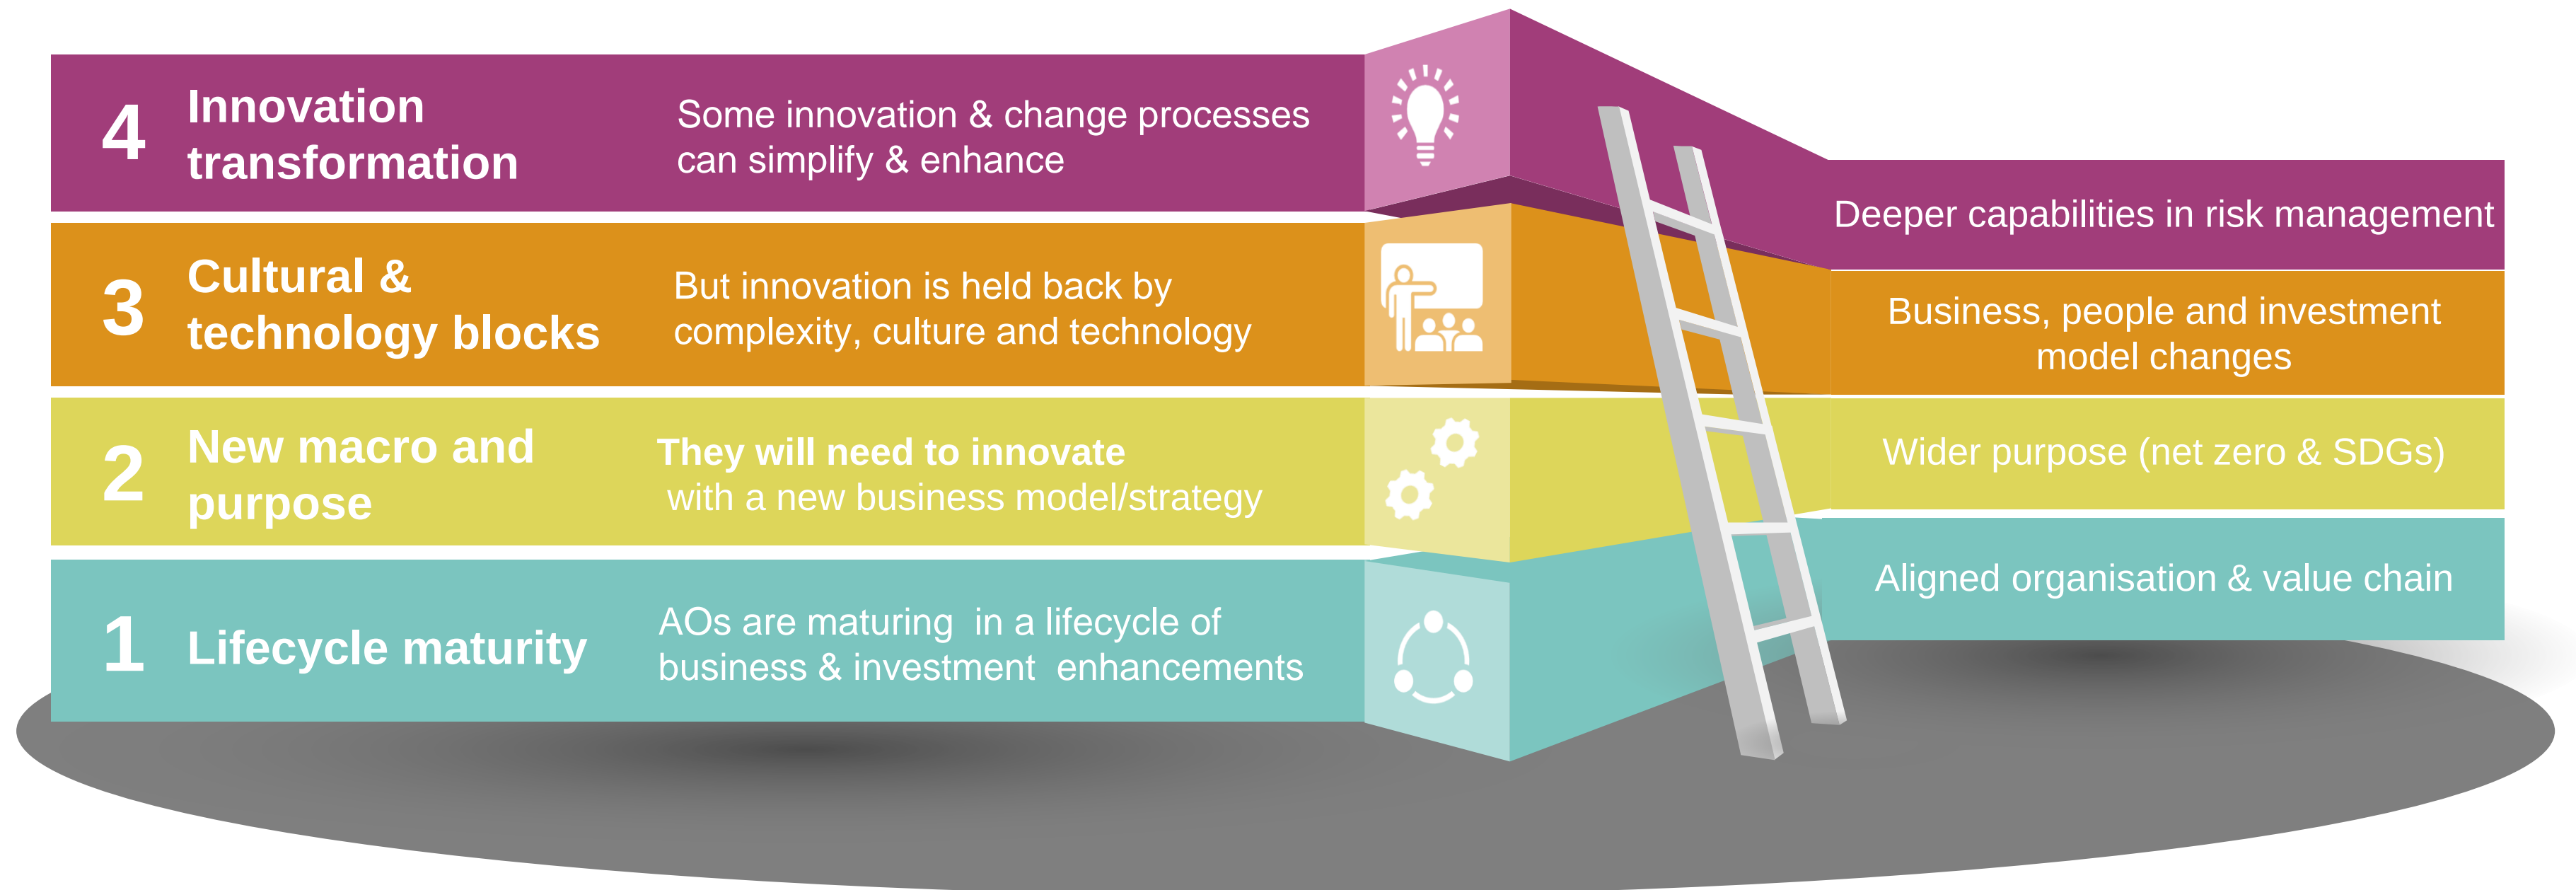 4
Innovation
transformation
Some innovation & change processes
can simplify & enhance
Deeper capabilities in risk management
3
Cultural &
technology blocks
But innovation is held back by
complexity, culture and technology
Business, people and investment
model changes
2
New macro and
purpose
They will need to innovate
with a new business model/strategy
Wider purpose (net zero & SDGs)
1
Lifecycle maturity
AOs are maturing in a lifecycle of
business & investment enhancements
Aligned organisation & value chain